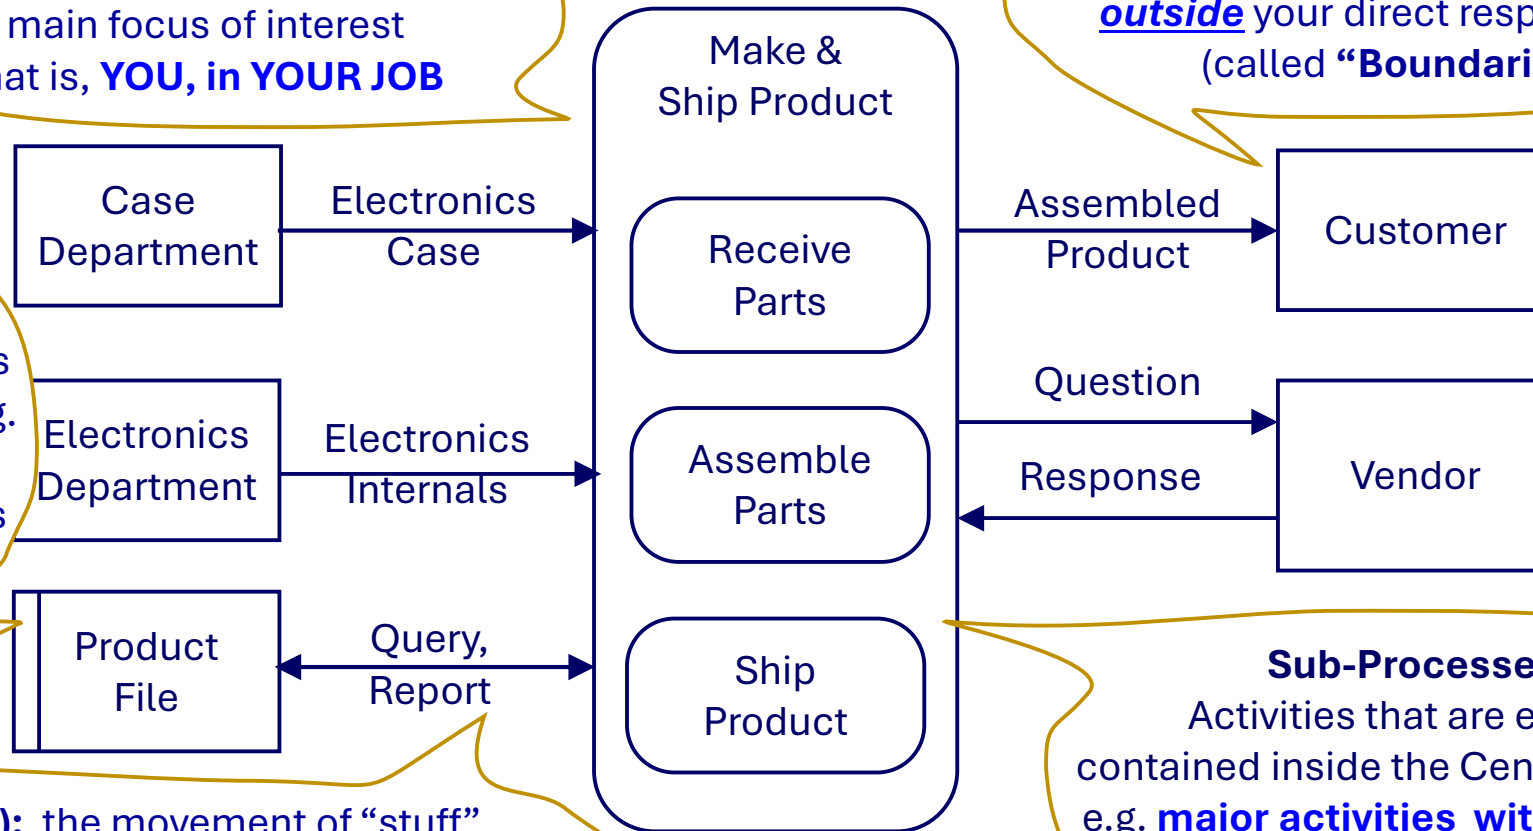 main focus of interest
at is, YOU, in YOUR JOB
Make &
Ship Product
outside your direct resp
(called “Boundari
Case
Department
Electronics
Case
Receive
Parts
Assembled
Product
Customer
s
g.
s
Electronics
Department
Electronics
Internals
Assemble
Parts
Question
Response
Vendor
Product
File
Query,
Report
Ship
Product
Sub-Processe
Activities that are e
contained inside the Cen
e.g. major activities wit
): the movement of “stuff”